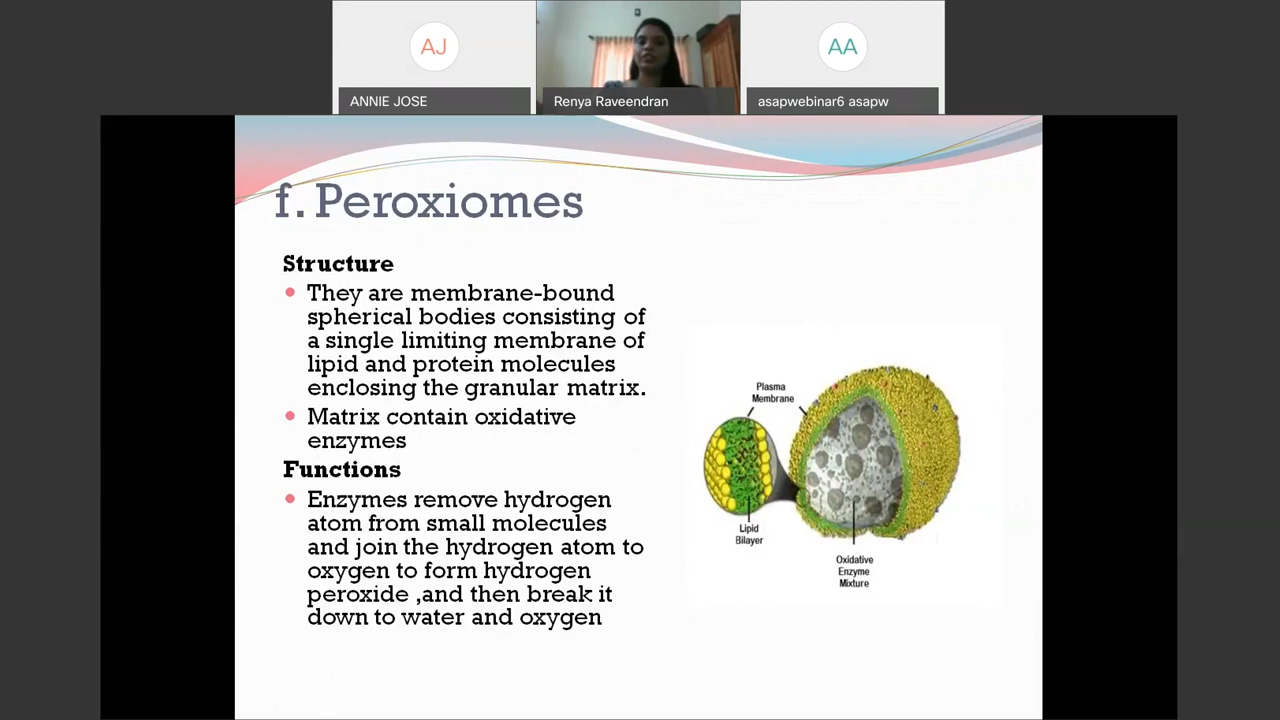 AJ
AA
ANNIE JOSE
Renya Raveendran
asapwebinar6 asapw
f. Peroxiomes
Structure
They are membrane-bound
spherical bodies consisting of
a single limiting membrane of
lipid and protein molecules
enclosing the granular matrix.
Matrix contain oxidative
enzymes
Functions
Enzymes remove hydrogen
atom from small molecules
and join the hydrogen atom to
oxygen to form hydrogen
peroxide ,and then break it
down to water and oxygen
Plasma
Membrane
Lipid
Bilayer
Oxidative
Enzyme
Mixture